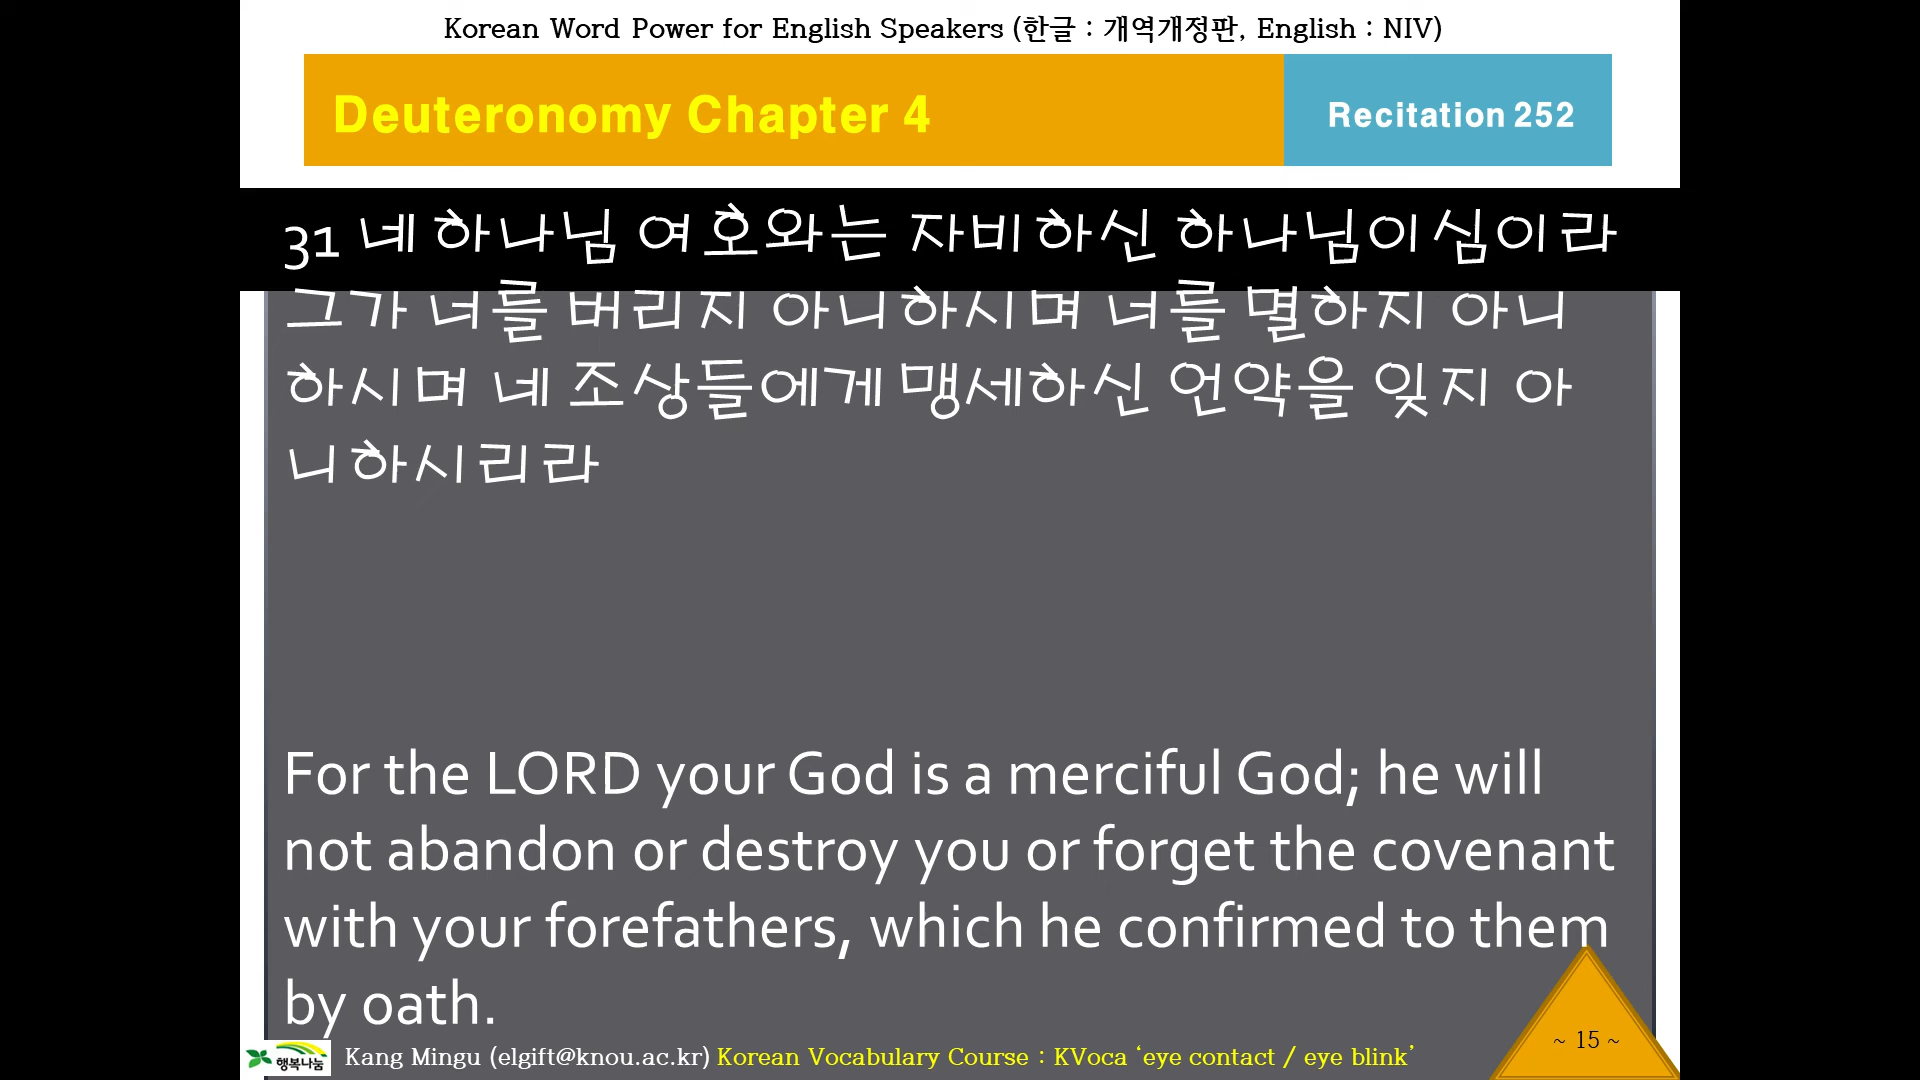 Korean Word Power for English Speakers (한글 : 개역개정판, English : NIV)
Deuteronomy Chapter 4
Recitation 252
31 네 하나님 여호와는 자비하신 하나님이심이라
그가 너를 버리지 아니하시며 너를 멸하지 아니
하시며 네 조상들에게 맹세하신 언약을 잊지 아
니하시리라
For the LORD your God is a merciful God; he will
not abandon or destroy you or forget the covenant
with your forefathers, which he confirmed to them
by oath.
행복나눔
Kang Mingu (elgift@knou.ac.kr) Korean Vocabulary Course : KVoca ‘eye contact / eye blink’
~ 15 ~